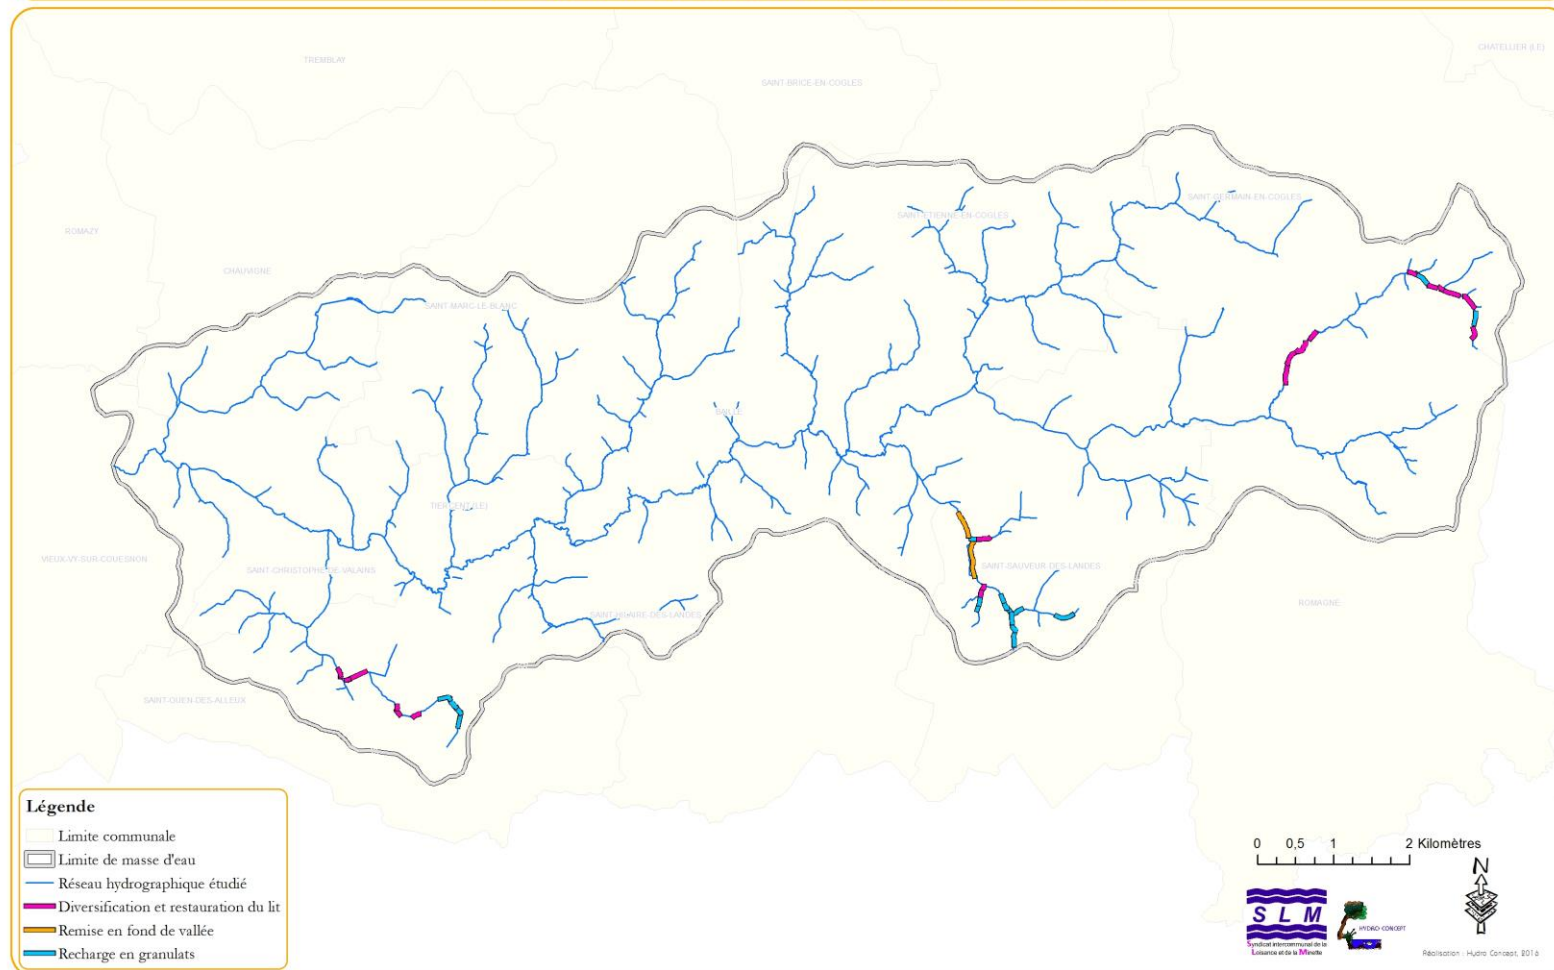 CHATELLIER (LE)
TREMBLAY
SAINT-BRICE-EN-COGLES
SAINT-GERMAIN-EN-COGLES
SAINT-ETIENNE-EN-COGLES
ROMAZY
CHAUVIGNE
SAINT-MARC-LE-BLANC
BAILLE
TIERCENT (LE)
VIEUX-VY-SUR-COUESNON
SAINT-CHRISTOPHE-DE-VALAINS
SAINT-SAUVEUR-DES-LANDES
ROMAGNE
SAINT-HILAIRE-DES-LANDES
SAINT-OUEN-DES-ALLEUX
Légende
Limite communale
Limite de masse d'eau
Réseau hydrographique étudié
Diversification et restauration du lit
Remise en fond de vallée
Recharge en granulats
0 0,5 1 2 Kilomètres
N
SLM
Syndicat intercommunal de la
Loisance et de la Minette
HYDRO-CONCEPT
Réalisation : Hydro Concept, 2016